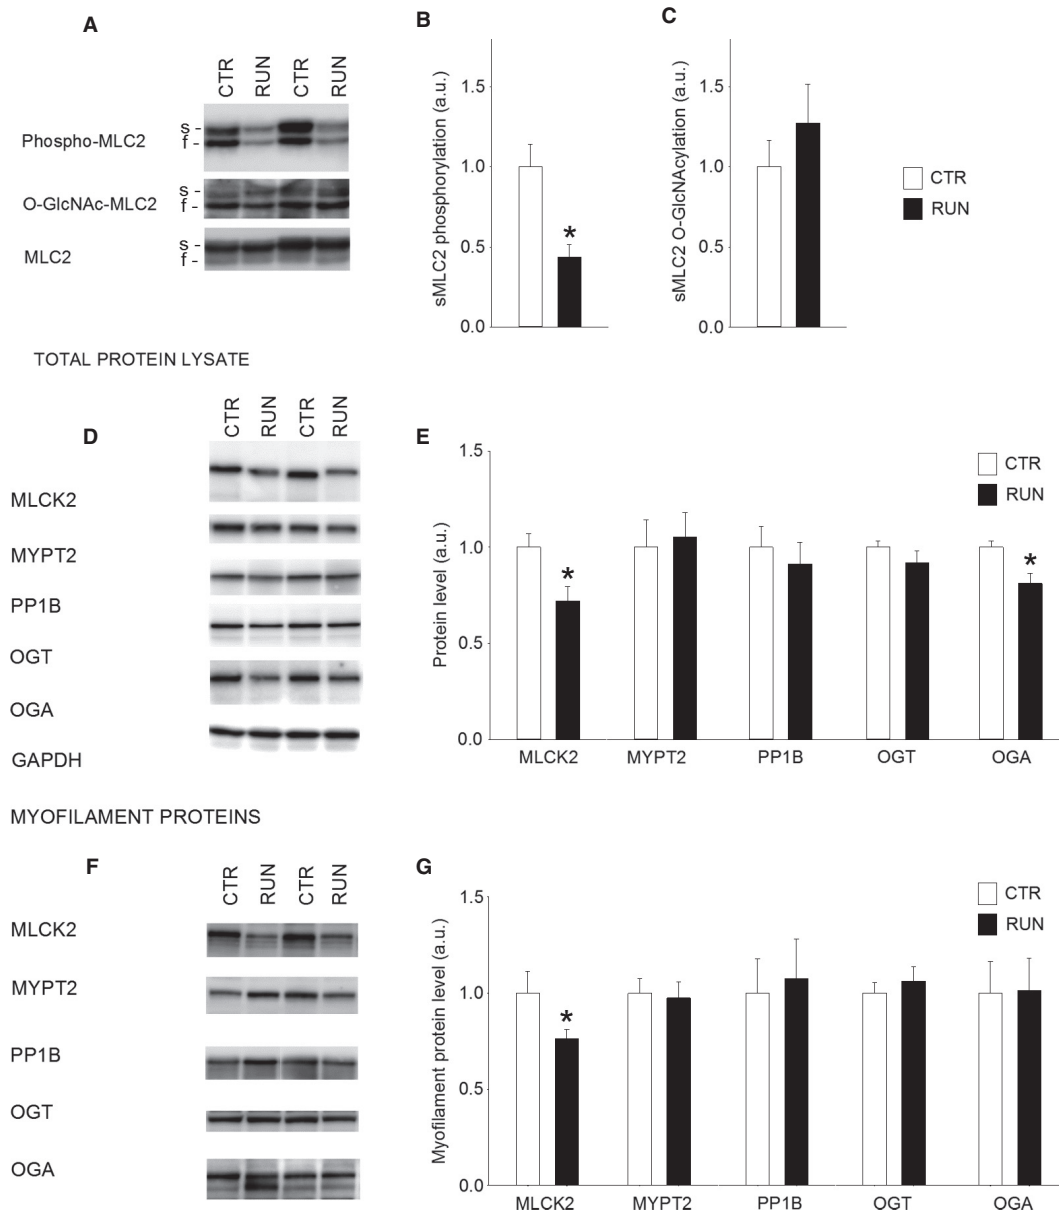 A
CTR
RUN
CTR
RUN
Phospho-MLC2
s -
f -
O-GlcNAc-MLC2
s -
f -
MLC2
s -
f -
B
sMLC2 phosphorylation (a.u.)
1.5
1.0
0.5
0.0
*
C
sMLC2 O-GlcNAcylation (a.u.)
1.5
1.0
0.5
0.0
CTR
RUN
TOTAL PROTEIN LYSATE
D
CTR
RUN
CTR
RUN
MLCK2
MYPT2
PP1B
OGT
OGA
GAPDH
E
Protein level (a.u.)
1.5
1.0
0.5
0.0
*
*
CTR
RUN
MLCK2 MYPT2 PP1B OGT OGA
MYOFILAMENT PROTEINS
F
CTR
RUN
CTR
RUN
MLCK2
MYPT2
PP1B
OGT
OGA
G
Myofilament protein level (a.u.)
1.5
1.0
0.5
0.0
*
CTR
RUN
MLCK2 MYPT2 PP1B OGT OGA